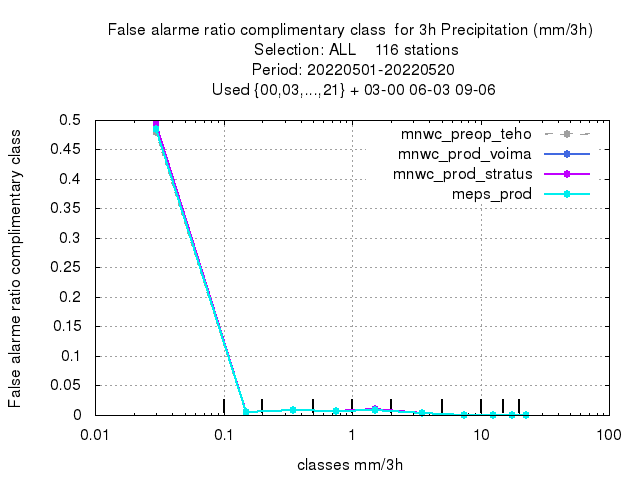 False alarme ratio complimentary class for 3h Precipitation (mm/3h)
Selection: ALL 116 stations
Period: 20220501-20220520
Used {00,03,...,21} + 03-00 06-03 09-06
False alarme ratio complimentary class
0.5
0.45
0.4
0.35
0.3
0.25
0.2
0.15
0.1
0.05
0
mnwc_preop_teho
mnwc_prod_voima
mnwc_prod_stratus
meps_prod
0.01 0.1 1 10 100
classes mm/3h